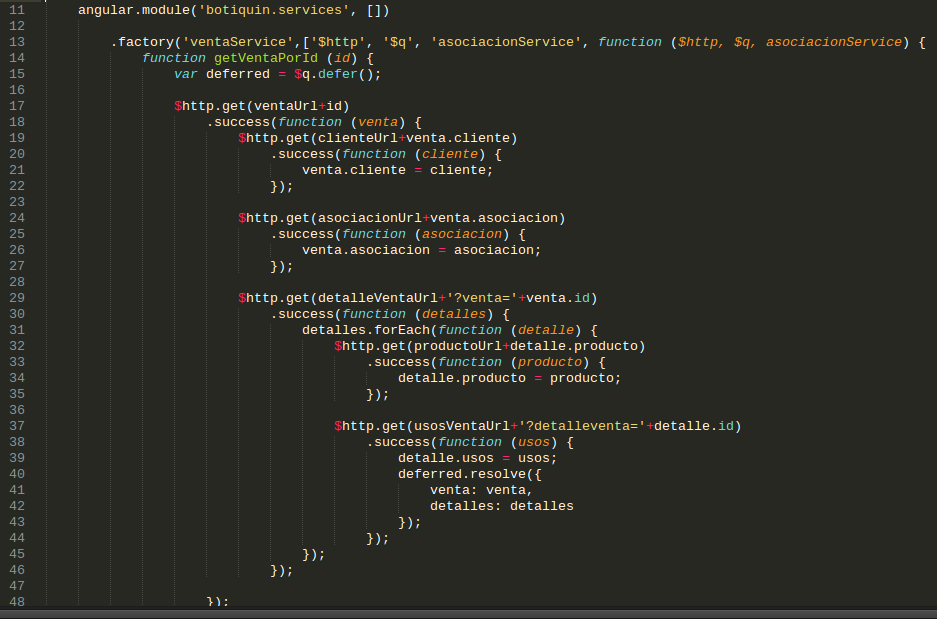 11 angular.module('botiquin.services', [])
12
13 .factory('ventaService',['$http', '$q', 'asociacionService', function ($http, $q, asociacionService) {
14 function getVentaPorId (id) {
15 var deferred = $q.defer();
16
17 $http.get(ventaUrl+id)
18 .success(function (venta) {
19 $http.get(clienteUrl+venta.cliente)
20 .success(function (cliente) {
21 venta.cliente = cliente;
22 });
23
24 $http.get(asociacionUrl+venta.asociacion)
25 .success(function (asociacion) {
26 venta.asociacion = asociacion;
27 });
28
29 $http.get(detalleVentaUrl+'?venta='+venta.id)
30 .success(function (detalles) {
31 detalles.forEach(function (detalle) {
32 $http.get(productoUrl+detalle.producto)
33 .success(function (producto) {
34 detalle.producto = producto;
35 });
36
37 $http.get(usosVentaUrl+'?detalleventa='+detalle.id)
38 .success(function (usos) {
39 detalle.usos = usos;
40 deferred.resolve({
41 venta: venta,
42 detalles: detalles
43 });
44 });
45 });
46 });
47
48 });